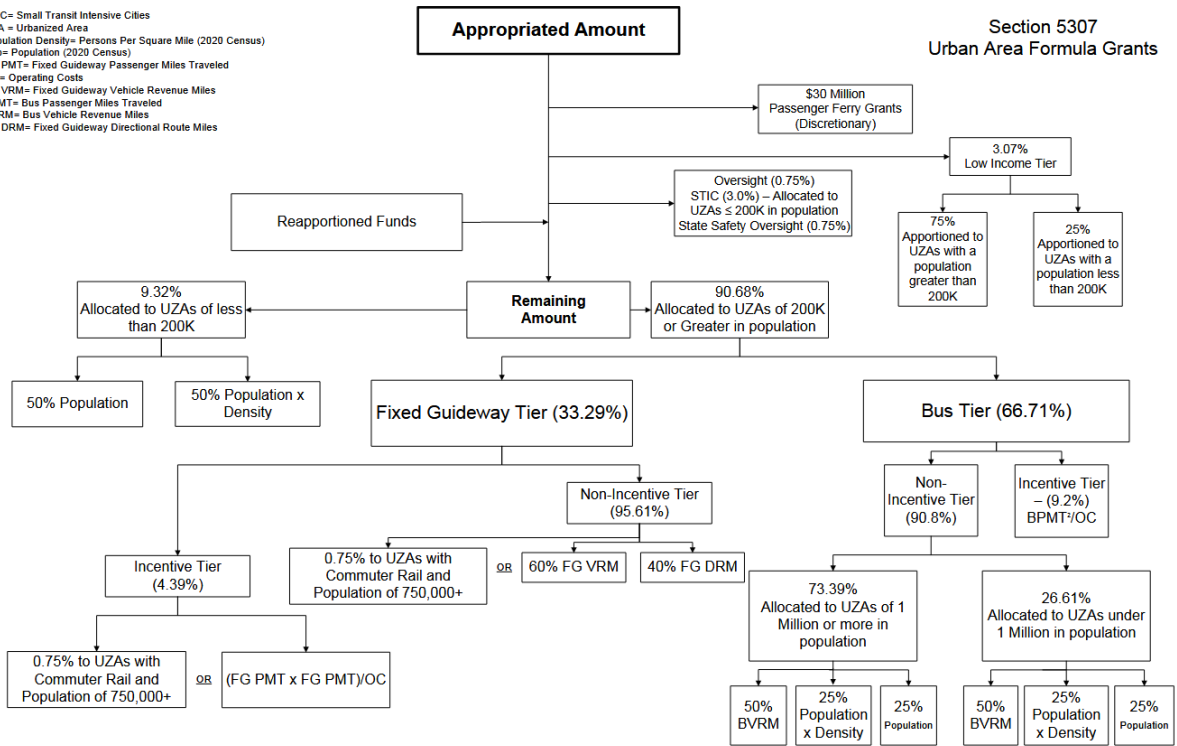 C= Small Transit Intensive Cities
A = Urbanized Area
pulation Density= Persons Per Square Mile (2020 Census)
= Population (2020 Census)
PMT= Fixed Guideway Passenger Miles Traveled
= Operating Costs
VRM= Fixed Guideway Vehicle Revenue Miles
MT= Bus Passenger Miles Traveled
RM= Bus Vehicle Revenue Miles
DRM= Fixed Guideway Directional Route Miles
Appropriated Amount
Section 5307
Urban Area Formula Grants
$30 Million
Passenger Ferry Grants
(Discretionary)
3.07%
Low Income Tier
Oversight (0.75%)
STIC (3.0%) – Allocated to
UZAs ≤ 200K in population
State Safety Oversight (0.75%)
Reapportioned Funds
75%
Apportioned to
UZAs with a
population
greater than
200K
25%
Apportioned to
UZAs with a
population less
than 200K
9.32%
Allocated to UZAs of less
than 200K
Remaining
Amount
90.68%
Allocated to UZAs of 200K
or Greater in population
50% Population
50% Population x
Density
Fixed Guideway Tier (33.29%)
Bus Tier (66.71%)
Non-Incentive Tier
(95.61%)
Non-
Incentive Tier
(90.8%)
Incentive Tier
– (9.2%)
BPMT²/OC
Incentive Tier
(4.39%)
0.75% to UZAs with
Commuter Rail and
Population of 750,000+
OR
60% FG VRM
40% FG DRM
73.39%
Allocated to UZAs of 1
Million or more in
population
26.61%
Allocated to UZAs under
1 Million in population
0.75% to UZAs with
Commuter Rail and
Population of 750,000+
OR
(FG PMT x FG PMT)/OC
50%
BVRM
25%
Population
x Density
25%
Population
50%
BVRM
25%
Population
x Density
25%
Population